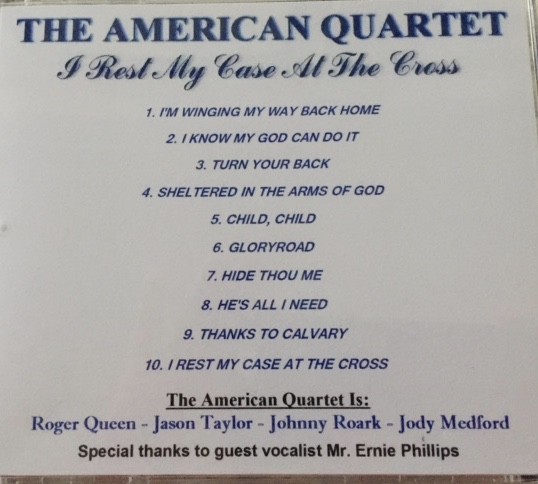 THE AMERICAN QUARTET
I Rest My Case At The Cross
1. I'M WINGING MY WAY BACK HOME
2. I KNOW MY GOD CAN DO IT
3. TURN YOUR BACK
4. SHELTERED IN THE ARMS OF GOD
5. CHILD, CHILD
6. GLORYROAD
7. HIDE THOU ME
8. HE'S ALL I NEED
9. THANKS TO CALVARY
10. I REST MY CASE AT THE CROSS
The American Quartet Is:
Roger Queen - Jason Taylor - Johnny Roark - Jody Medford
Special thanks to guest vocalist Mr. Ernie Phillips